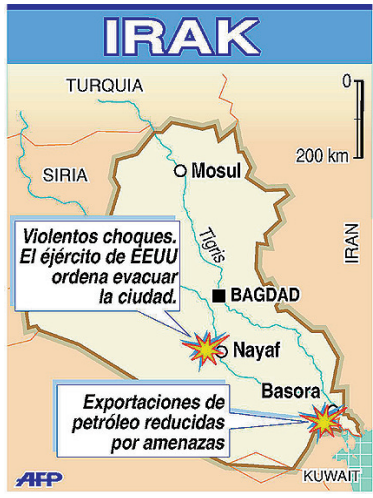 IRAK
TURQUIA
0
200 km
SIRIA
Mosul
Violentos choques.
El éjército de EEUU
ordena evacuar
la ciudad.
Tigris
IRAN
BAGDAD
Nayaf
Basora
Exportaciones de
petróleo reducidas
por amenazas
AFP
KUWAIT